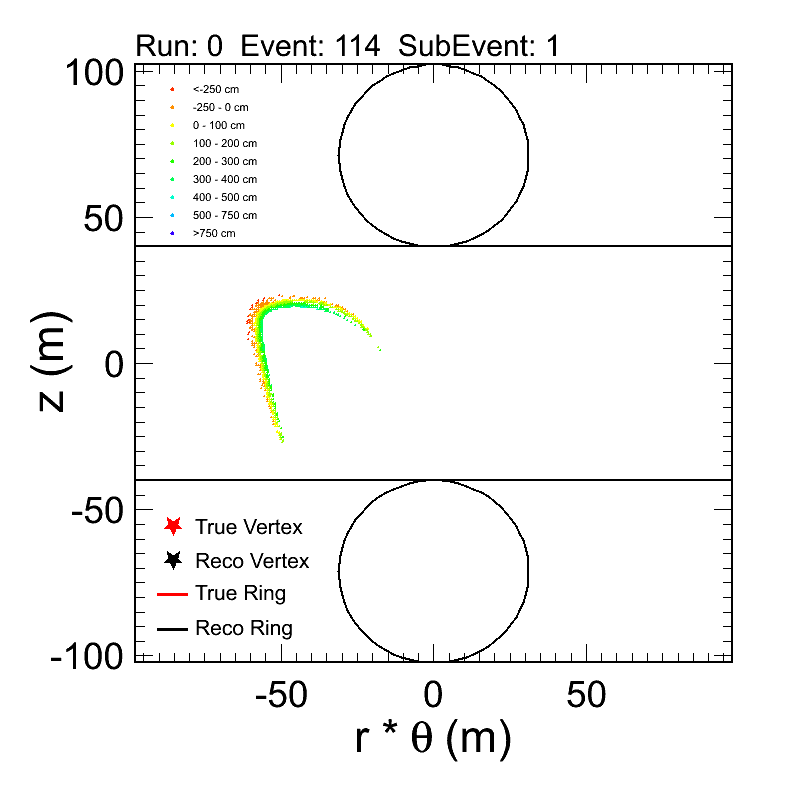 Run: 0  Event: 114  SubEvent: 1
100
<-250 cm
-250 - 0 cm
0 - 100 cm
100 - 200 cm
200 - 300 cm
300 - 400 cm
400 - 500 cm
500 - 750 cm
>750 cm
50
z (m)
0
-50
True Vertex
Reco Vertex
True Ring
Reco Ring
-100
-50 0 50
r * θ (m)